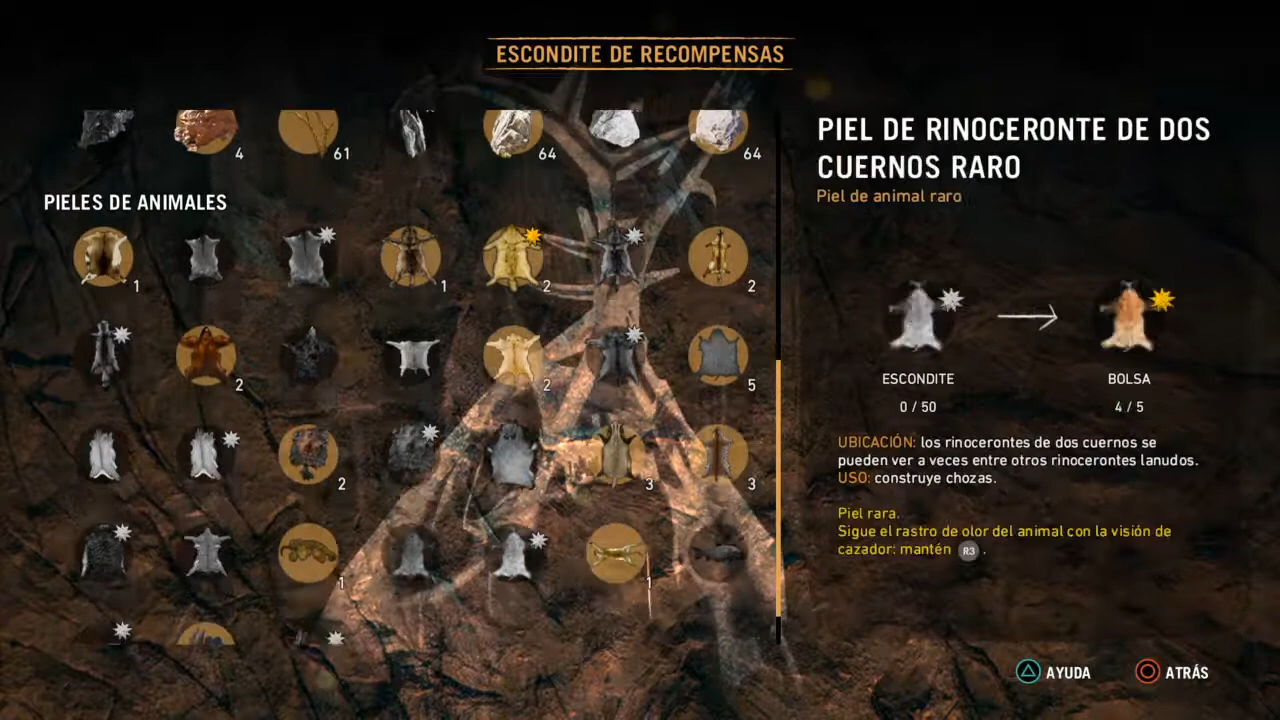 ESCONDITE DE RECOMPENSAS
4
61
64
64
PIELES DE ANIMALES
1
1
2
2
2
2
5
2
3
3
1
1
PIEL DE RINOCERONTE DE DOS
CUERNOS RARO
Piel de animal raro
ESCONDITE
BOLSA
0 / 50
4 / 5
UBICACIÓN: los rinocerontes de dos cuernos se
pueden ver a veces entre otros rinocerontes lanudos.
USO: construye chozas.
Piel rara.
Sigue el rastro de olor del animal con la visión de
cazador: mantén R3 .
AYUDA
ATRÁS